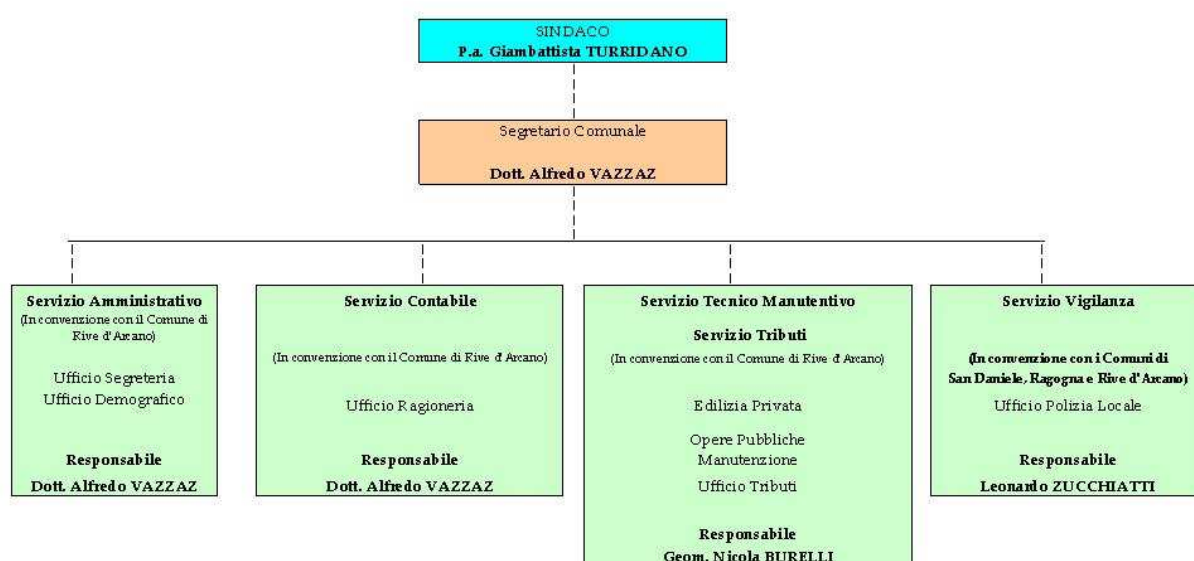 SINDACO
P.a. Giambattista TURRIDANO
Segretario Comunale
Dott. Alfredo VAZZAZ
Servizio Amministrativo
(In convenzione con il Comune di
Rive d'Arcano)
Ufficio Segreteria
Ufficio Demografico
Responsabile
Dott. Alfredo VAZZAZ
Servizio Contabile
(In convenzione con il Comune di Rive d'Arcano)
Ufficio Ragioneria
Responsabile
Dott. Alfredo VAZZAZ
Servizio Tecnico Manutentivo
Servizio Tributi
(In convenzione con il Comune di Rive d'Arcano)
Edilizia Privata
Opere Pubbliche
Manutenzione
Ufficio Tributi
Responsabile
Geom. Nicola BURELLI
Servizio Vigilanza
(In convenzione con i Comuni di
San Daniele, Ragogna e Rive d'Arcano)
Ufficio Polizia Locale
Responsabile
Leonardo ZUCCHIATTI